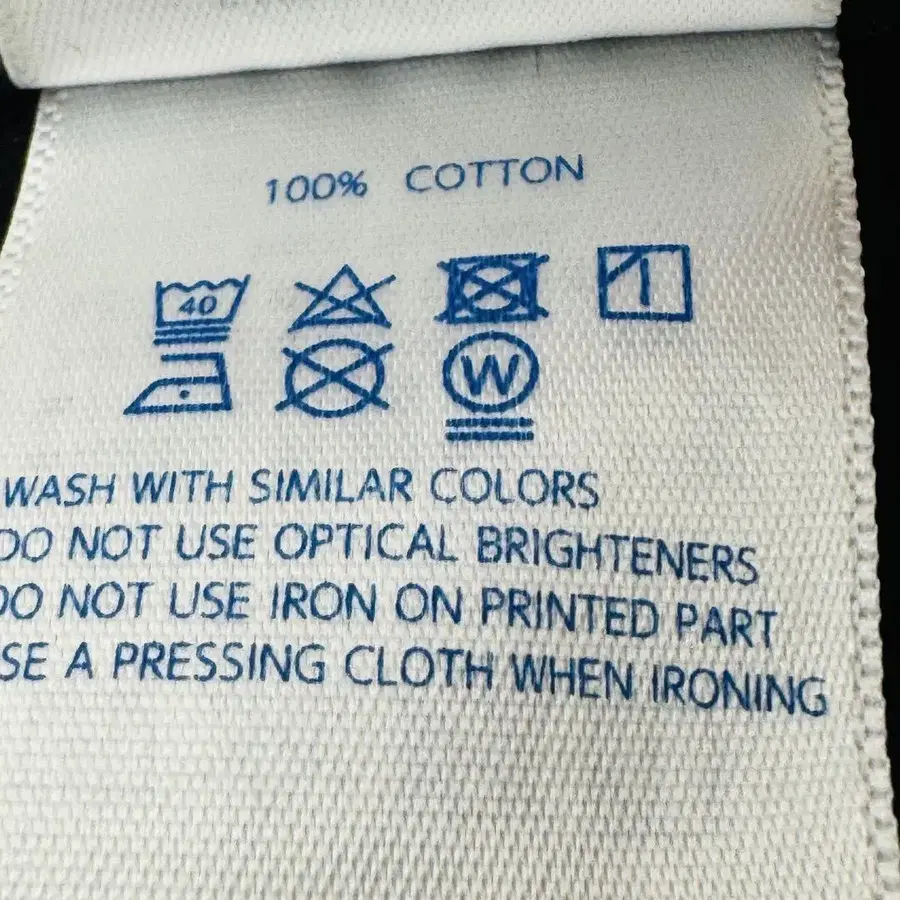 100% COTTON
40
W
WASH WITH SIMILAR COLORS
DO NOT USE OPTICAL BRIGHTENERS
DO NOT USE IRON ON PRINTED PART
SE A PRESSING CLOTH WHEN IRONING